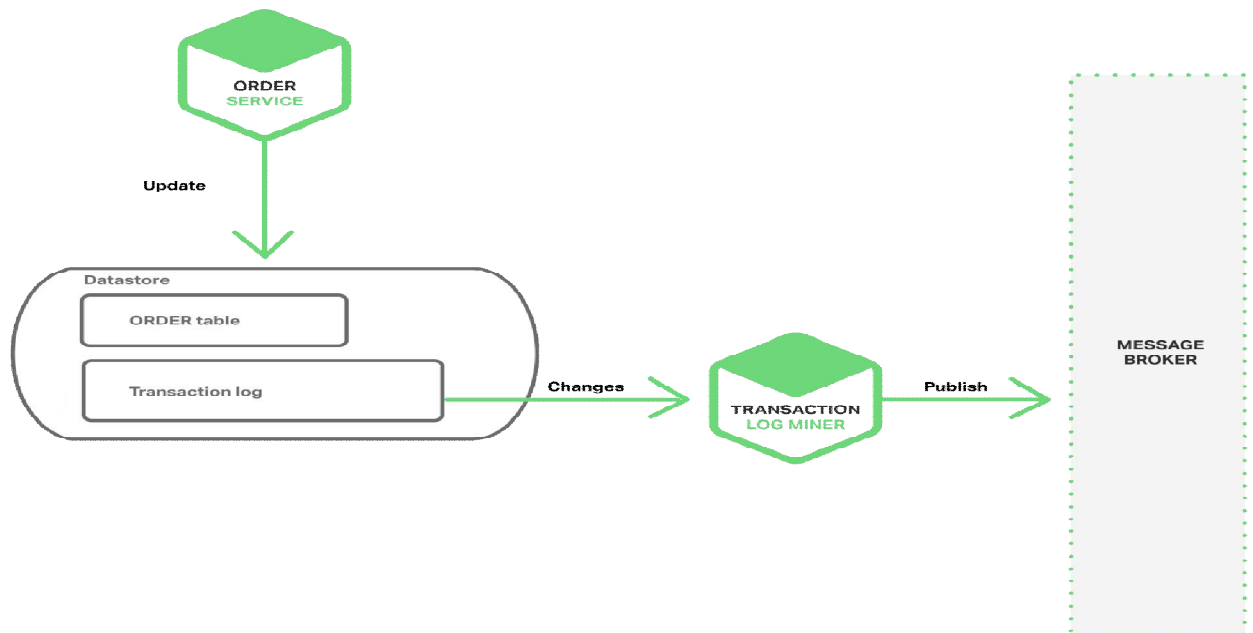 ORDER
SERVICE
Update
Datastore
ORDER table
Transaction log
Changes
TRANSACTION
LOG MINER
Publish
MESSAGE
BROKER